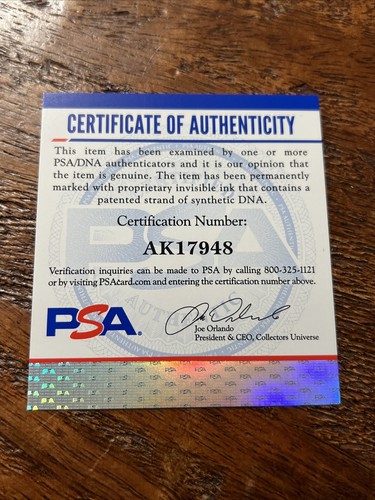 CERTIFICATE OF AUTHENTICITY
This item has been examined by one or more
PSA/DNA authenticators and it is our opinion that
the item is genuine. The item has been permanently
marked with proprietary invisible ink that contains a
patented strand of synthetic DNA.
Certification Number:
AK17948
Verification inquiries can be made to PSA by calling 800-325-1121
or by visiting PSAcard.com and entering the certification number above.
PSA.
Joe Orlando
President & CEO, Collectors Universe